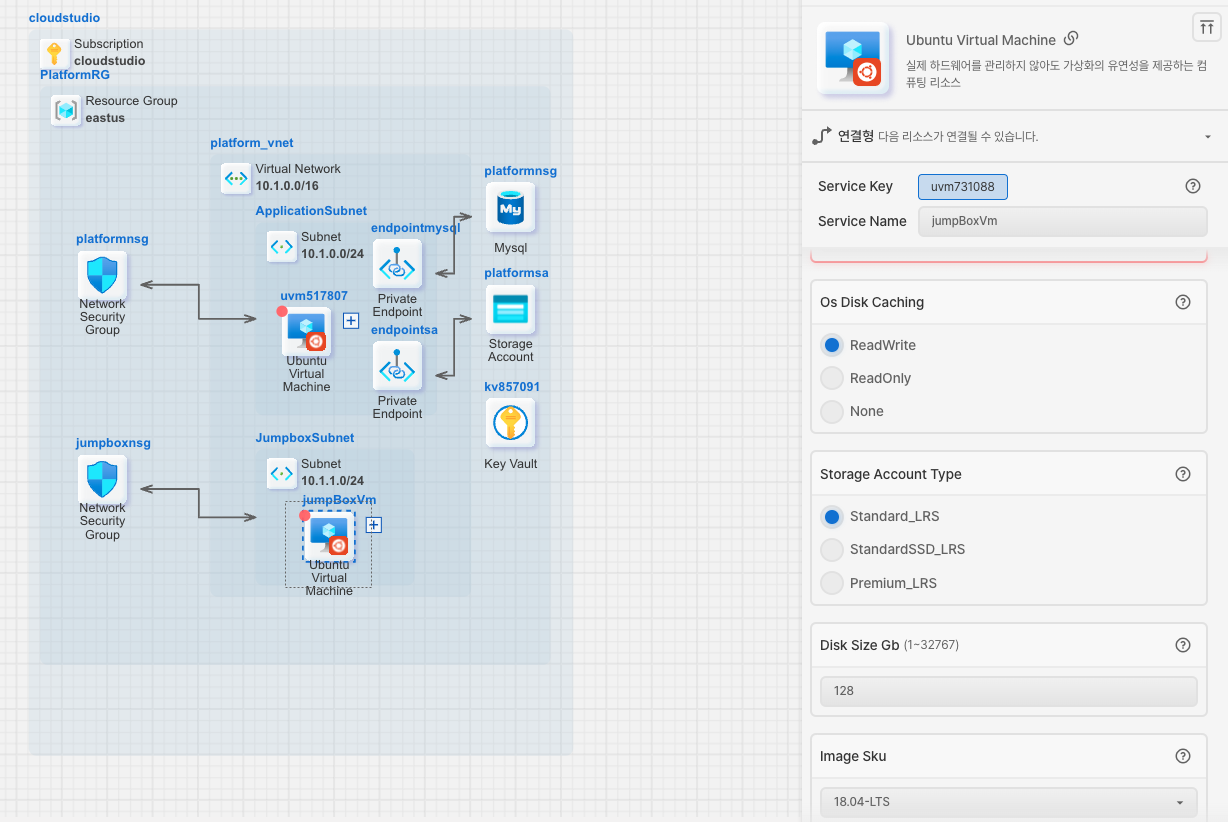 cloudstudio
Subscription
cloudstudio
PlatformRG
Resource Group
eastus
platform_vnet
Virtual Network
10.1.0.0/16
ApplicationSubnet
Subnet
10.1.0.0/24
platformnsg
Network
Security
Group
uvm517807
Ubuntu
Virtual
Machine
endpointmysql
Private
Endpoint
endpointsa
Private
Endpoint
platformnsg
My
Mysql
platformsa
Storage
Account
kv857091
Key Vault
jumpboxnsg
Network
Security
Group
JumpboxSubnet
Subnet
10.1.1.0/24
jumpBoxVm
Ubuntu
Virtual
Machine
Ubuntu Virtual Machine
실제 하드웨어를 관리하지 않아도 가상화의 유연성을 제공하는 컴
퓨팅 리소스
연결형 다음 리소스가 연결될 수 있습니다.
Service Key uvm731088
Service Name jumpBoxVm
Os Disk Caching
ReadWrite
ReadOnly
None
Storage Account Type
Standard_LRS
StandardSSD_LRS
Premium_LRS
Disk Size Gb (1~32767)
128
Image Sku
18.04-LTS